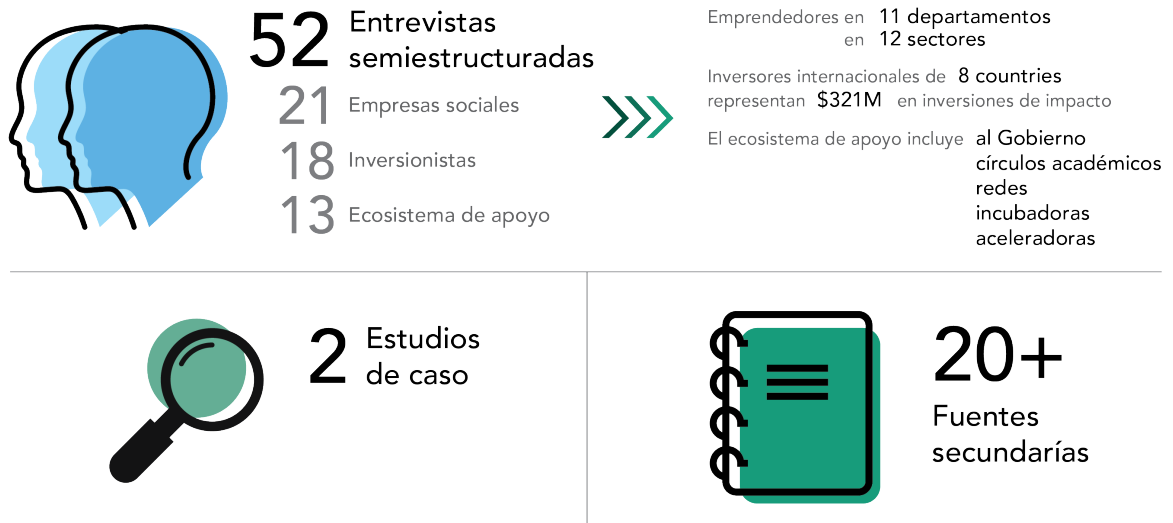 52 Entrevistas
semiestructuradas
21 Empresas sociales
18 Inversionistas
13 Ecosistema de apoyo
Emprendedores en 11 departamentos
en 12 sectores
Inversores internacionales de 8 countries
representan $321M en inversiones de impacto
El ecosistema de apoyo incluye al Gobierno
círculos académicos
redes
incubadoras
aceleradoras
2 Estudios
de caso
20+
Fuentes
secundarías